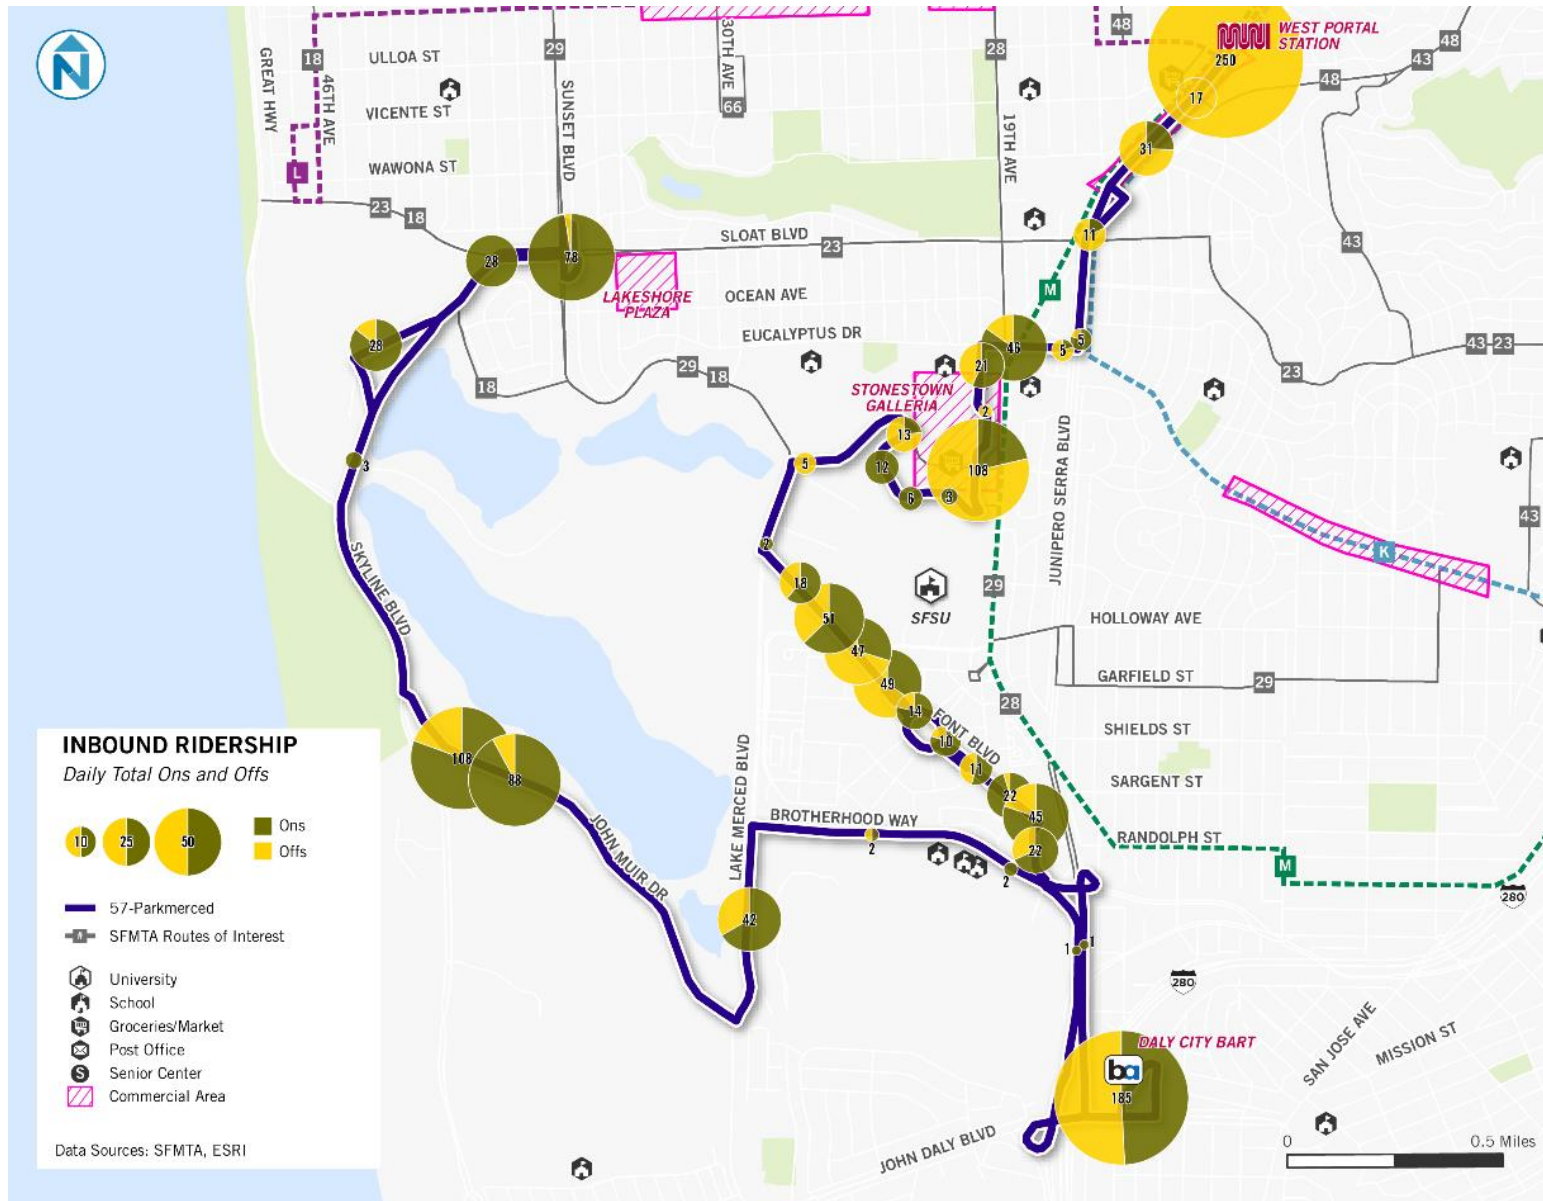 N
GREAT HWY
18
46TH AVE
ULLOA ST
VICENTE ST
WAWONA ST
L
29
SUNSET BLVD
30TH AVE
66
28
19TH AVE
48
MUNI
WEST PORTAL
STATION
250
17
48
43
48
31
11
23
18
28
78
SLOAT BLVD
23
LAKESHORE
PLAZA
OCEAN AVE
EUCALYPTUS DR
M
43
28
18
29
18
46
5
5
21
2
STONESTOWN
GALLERIA
13
12
6
3
108
5
2
43
23
23
JUNIPERO SERRA BLVD
K
43
3
SKYLINE BLVD
18
51
47
49
14
10
11
22
45
22
SFSU
29
HOLLOWAY AVE
GARFIELD ST
29
28
SHIELDS ST
SARGENT ST
RANDOLPH ST
M
280
FONT BLVD
108
88
JOHN MUIR DR
LAKE MERCED BLVD
BROTHERHOOD WAY
2
2
42
1
1
280
DALY CITY BART
ba
185
JOHN DALY BLVD
SAN JOSE AVE
MISSION ST
0
0.5 Miles
INBOUND RIDERSHIP
Daily Total Ons and Offs
10
25
50
Ons
Offs
57-Parkmerced
N
SFMTA Routes of Interest
University
School
Groceries/Market
Post Office
S
Senior Center
Commercial Area
Data Sources: SFMTA, ESRI